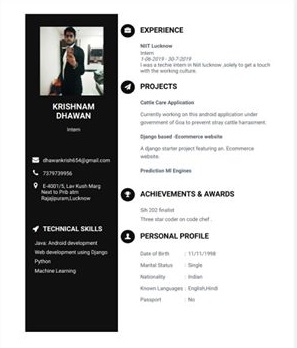 KRISHNAM
DHAWAN
Intern
dhawankrish654@gmail.com
7379739956
E-4001/5, Lav Kush Marg
Next to Pnb atm
Rajajipuram,Lucknow
TECHNICAL SKILLS
Java: Android development
Web development using Django
Python
Machine Learning
EXPERIENCE
NIIT Lucknow
Intern
1-06-2019 - 30-7-2019
I was a techie intern in Niit lucknow ,solely to get a touch
with the working culture.
PROJECTS
Cattle Care Application
Currently working on this android application under
government of Goa to prevent stray cattle harrasment.
Django based -Ecommerce website
A django starter project featuring an. Ecommerce
website.
Prediction Ml Engines
ACHIEVEMENTS & AWARDS
Sih 202 finalist
Three star coder on code chef .
PERSONAL PROFILE
Date of Birth : 11/11/1998
Marital Status : Single
Nationality : Indian
Known Languages : English,Hindi
Passport : No